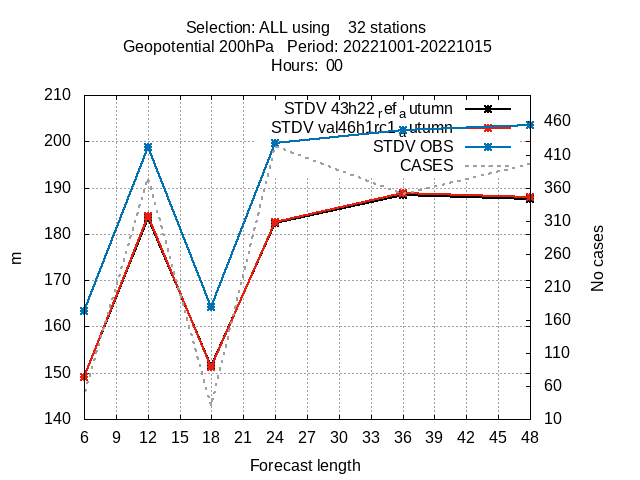 Selection: ALL using 32 stations
Geopotential 200hPa Period: 20221001-20221015
Hours: 00
STDV 43h22ref_autumn
STDV val46h1rc1autumn
STDV OBS
CASES
210
200
190
180
170
160
150
140
m
460
410
360
310
260
210
160
110
60
10
No cases
6 9 12 15 18 21 24 27 30 33 36 39 42 45 48
Forecast length